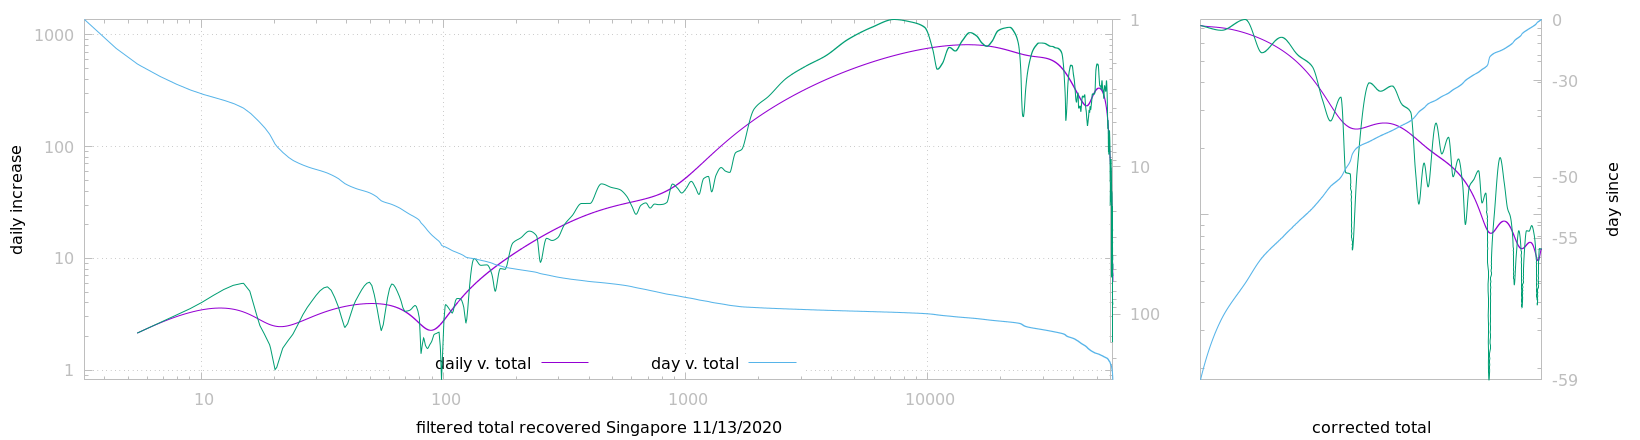 1000
100
10
1
daily increase
10
100
1000
10000
1
10
100
daily v. total
day v. total
filtered total recovered Singapore 11/13/2020
0
-30
-50
-55
-59
day since
corrected total